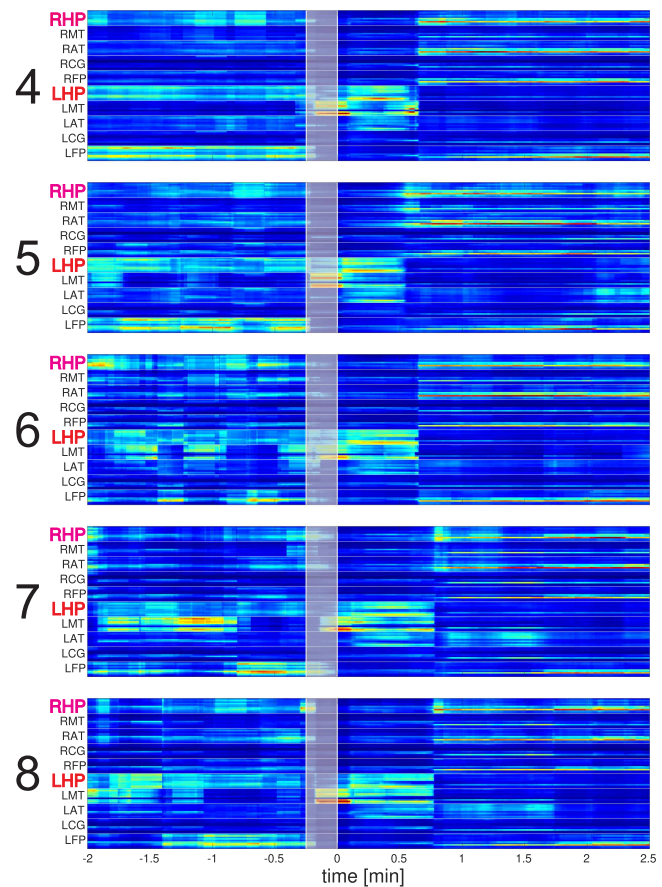 4
RHP
RMT
RAT
RCG
RFP
LHP
LMT
LAT
LCG
LFP
5
RHP
RMT
RAT
RCG
RFP
LHP
LMT
LAT
LCG
LFP
6
RHP
RMT
RAT
RCG
RFP
LHP
LMT
LAT
LCG
LFP
7
RHP
RMT
RAT
RCG
RFP
LHP
LMT
LAT
LCG
LFP
8
RHP
RMT
RAT
RCG
RFP
LHP
LMT
LAT
LCG
LFP
-2 -1.5 -1 -0.5 0 0.5 1 1.5 2 2.5
time [min]